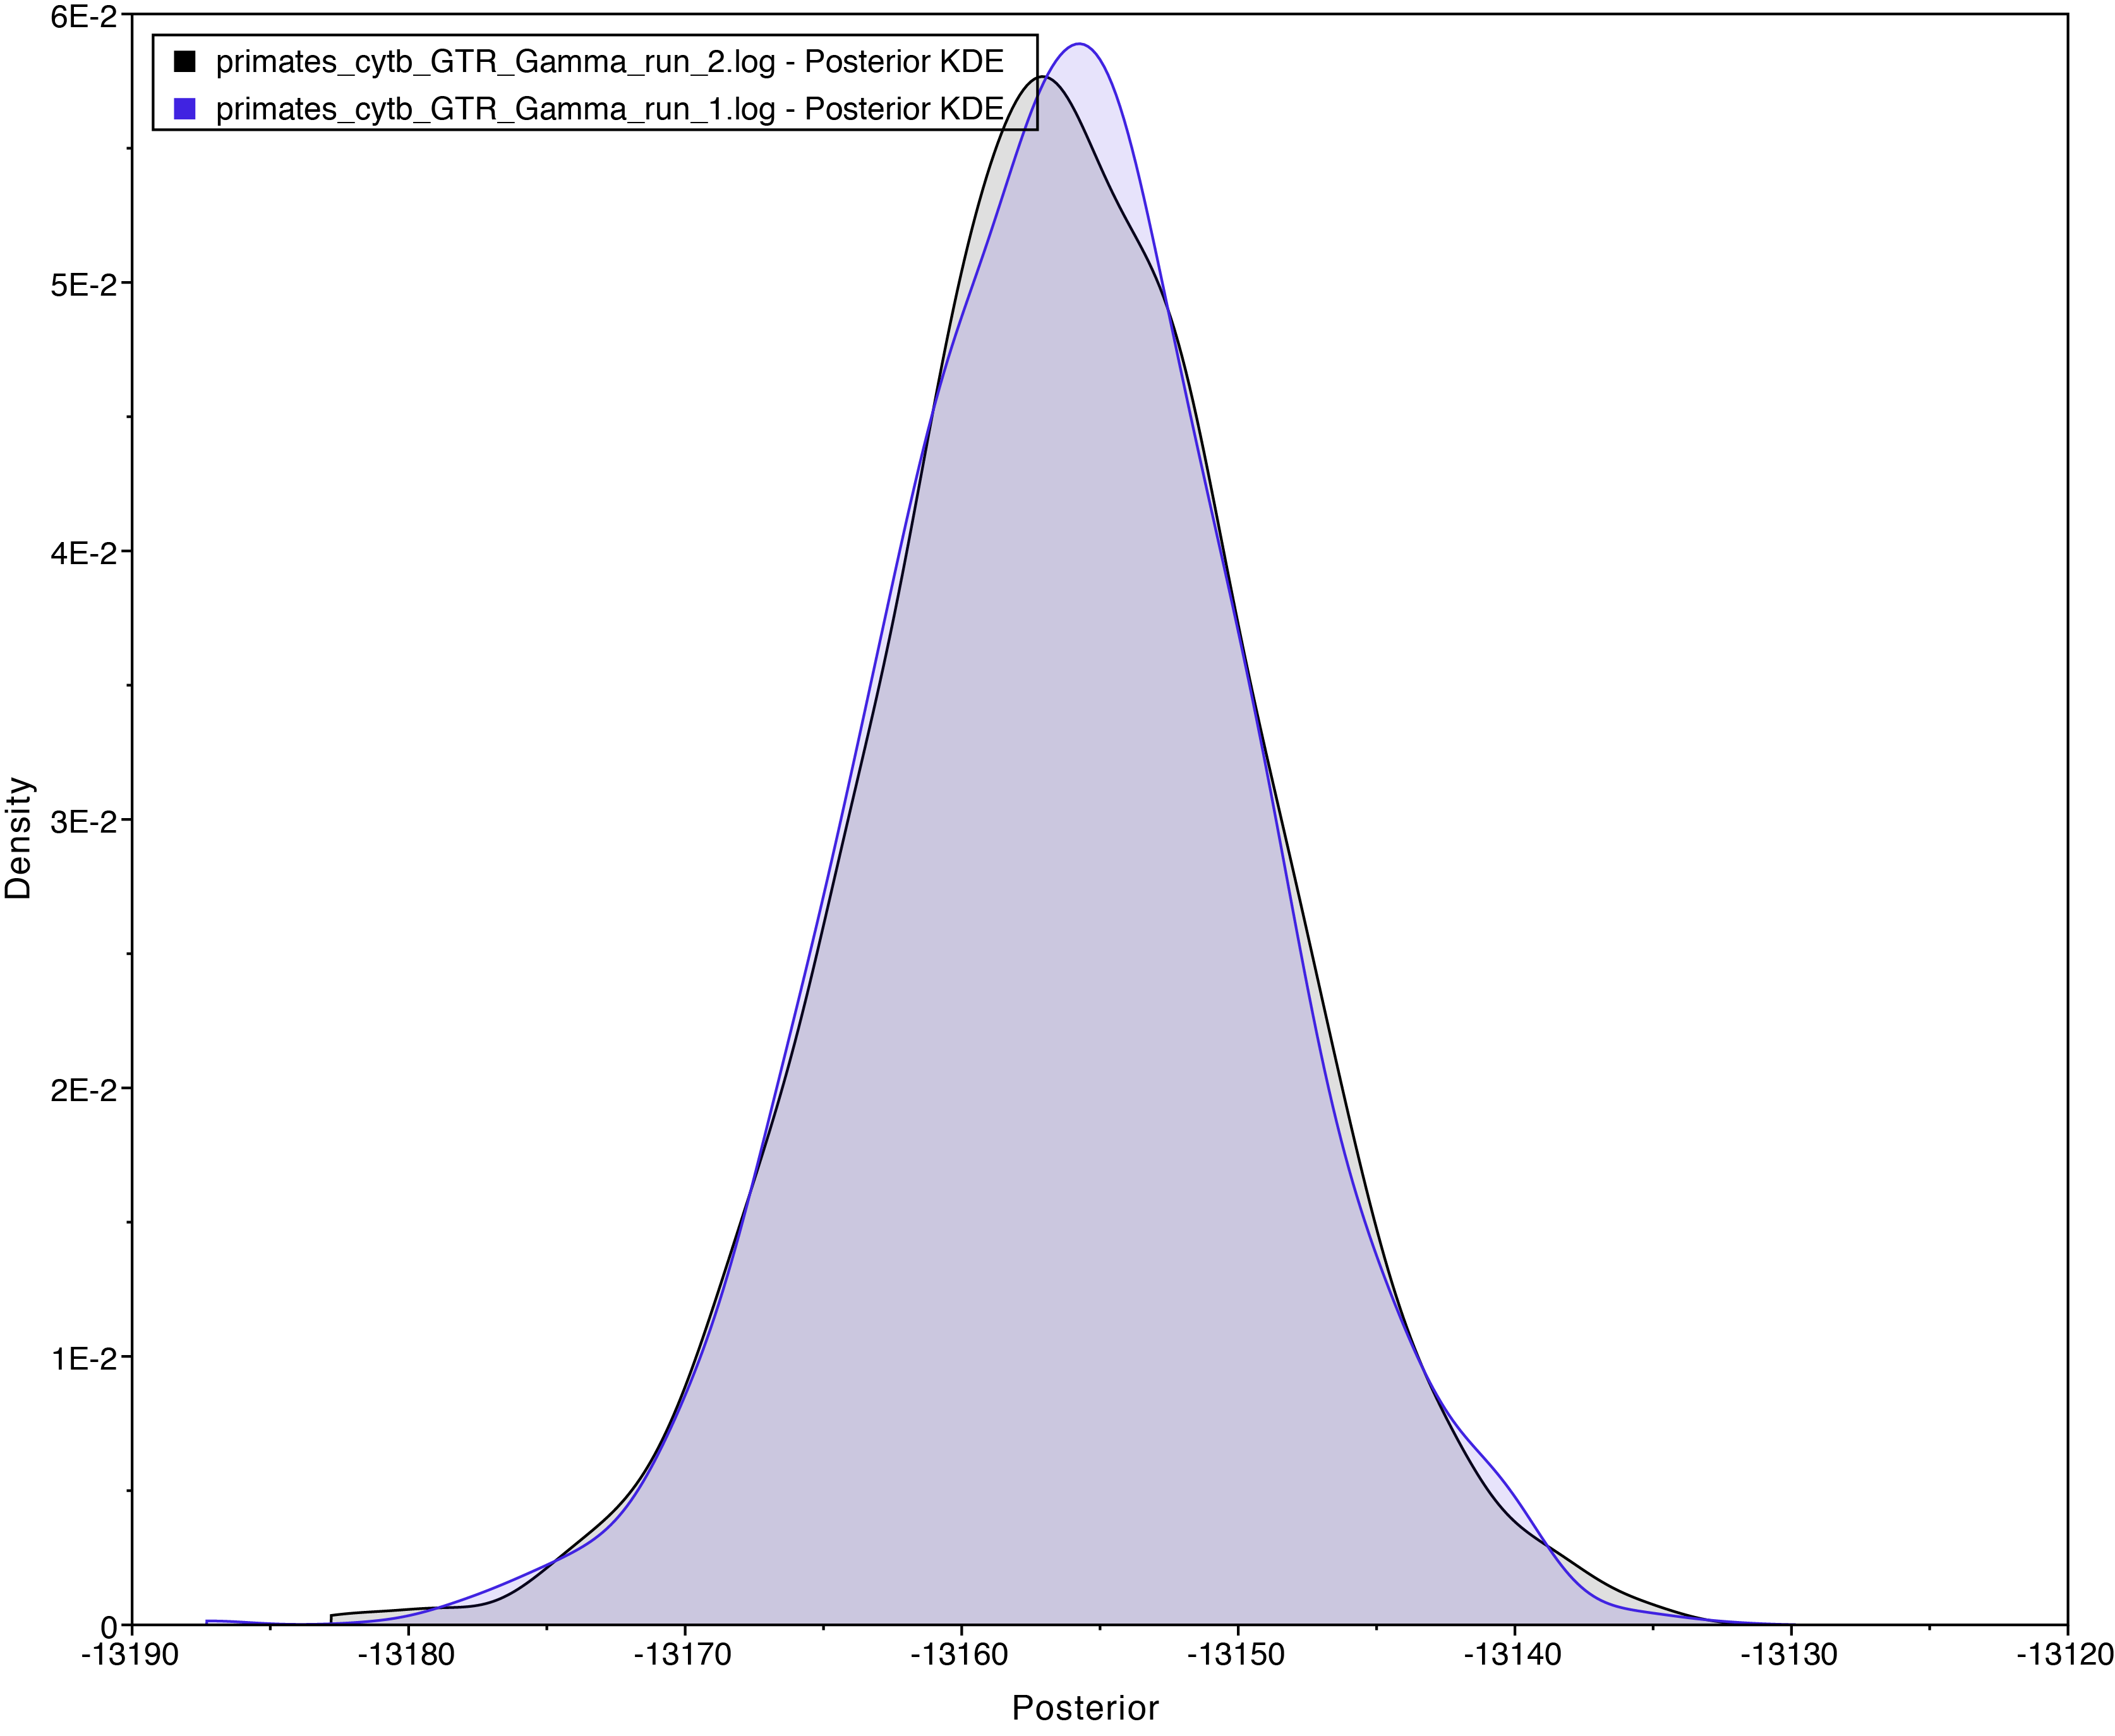 6E-2
primates_cytb_GTR_Gamma_run_2.log - Posterior KDE
primates_cytb_GTR_Gamma_run_1.log - Posterior KDE
5E-2
4E-2
3E-2
2E-2
1E-2
0
Density
-13190 -13180 -13170 -13160 -13150 -13140 -13130 -13120
Posterior